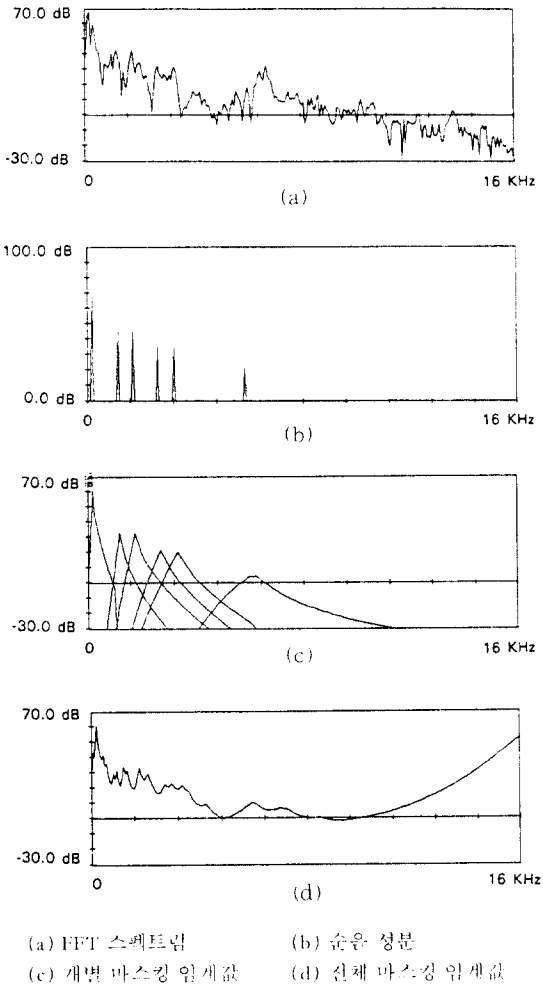 70.0 dB
-30.0 dB
0
16 KHz
(a)
100.0 dB
0.0 dB
0
16 KHz
(b)
70.0 dB
-30.0 dB
0
16 KHz
(c)
70.0 dB
-30.0 dB
0
16 KHz
(d)
(a) FFT 스펙트럼 (b) 순음 성분
(c) 개별 마스킹 임계값 (d) 전체 마스킹 임계값